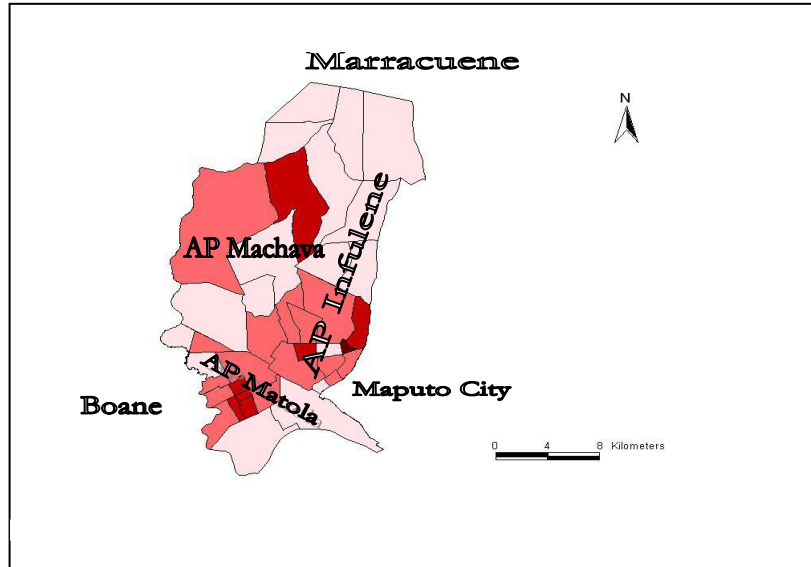 Marracuene
N
AP Machava
AP Infulene
AP Matola
Maputo City
Boane
0 4 8 Kilometers